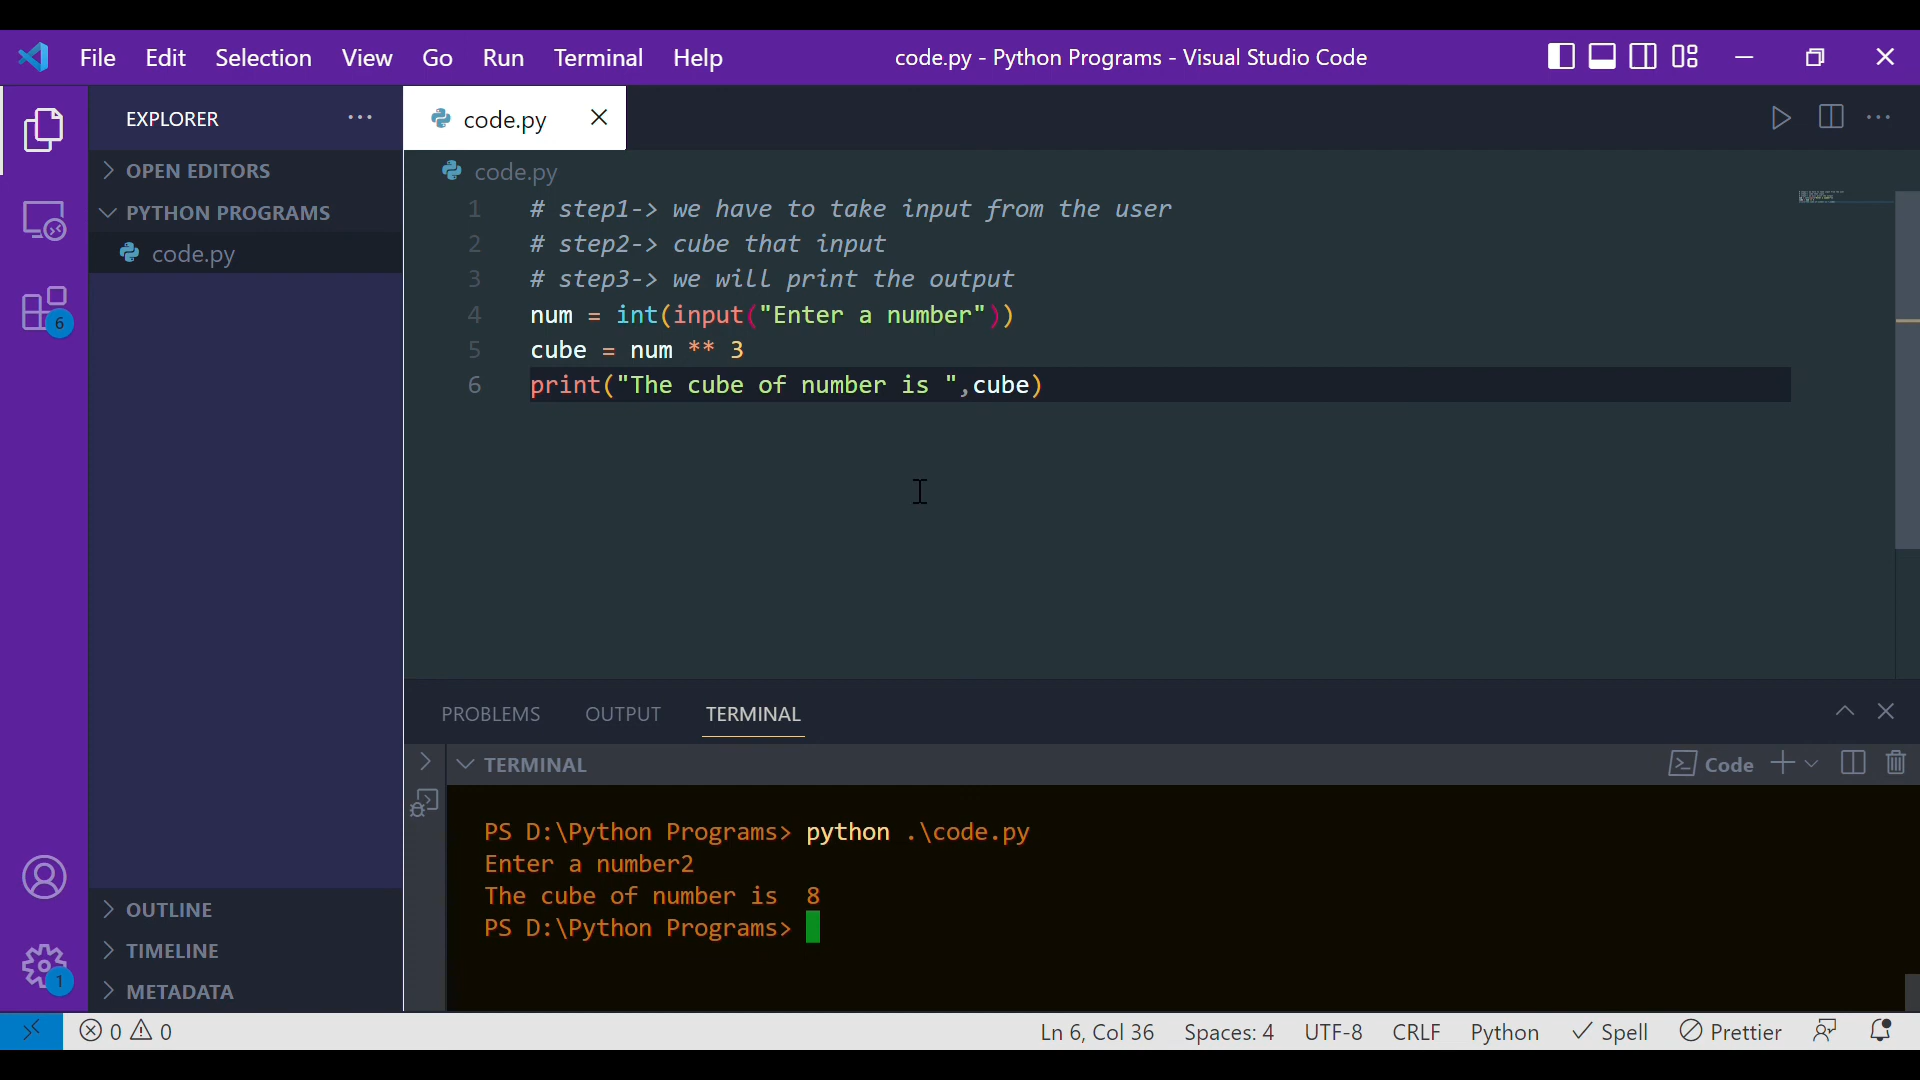 File Edit Selection View Go Run Terminal Help code.py - Python Programs - Visual Studio Code
EXPLORER
OPEN EDITORS
PYTHON PROGRAMS
code.py
6
OUTLINE
TIMELINE
METADATA
1
code.py
code.py
1 # step1-> we have to take input from the user
2 # step2-> cube that input
3 # step3-> we will print the output
4 num = int(input("Enter a number"))
5 cube = num ** 3
6 print("The cube of number is ",cube)
PROBLEMS OUTPUT TERMINAL
TERMINAL Code
PS D:\Python Programs> python .\code.py
Enter a number2
The cube of number is  8
PS D:\Python Programs>
0 0 Ln 6, Col 36 Spaces: 4 UTF-8 CRLF Python Spell Prettier